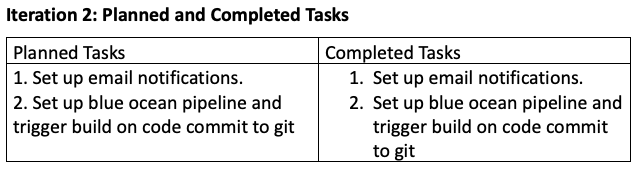 Iteration 2: Planned and Completed Tasks
Planned Tasks
Completed Tasks
1. Set up email notifications.
2. Set up blue ocean pipeline and
trigger build on code commit to git
1. Set up email notifications.
2. Set up blue ocean pipeline and
trigger build on code commit
to git